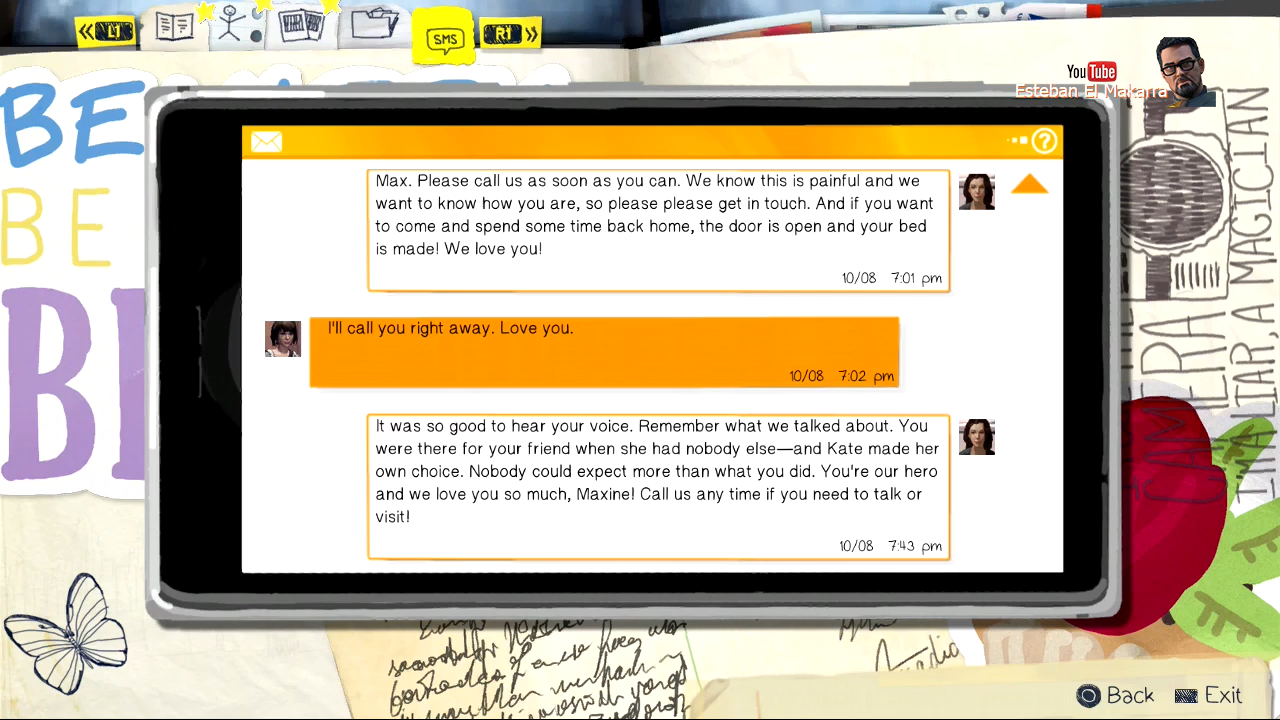 L1
SMS
R1
YouTube
Esteban El Makarra
BE
BE
Max. Please call us as soon as you can. We know this is painful and we
want to know how you are, so please please get in touch. And if you want
to come and spend some time back home, the door is open and your bed
is made! We love you!
10/08 7:01 pm
I'll call you right away. Love you.
10/08 7:02 pm
It was so good to hear your voice. Remember what we talked about. You
were there for your friend when she had nobody else—and Kate made her
own choice. Nobody could expect more than what you did. You're our hero
and we love you so much, Maxine! Call us any time if you need to talk or
visit!
10/08 7:43 pm
CAMERA
LIAR, A MAGICIAN
Back
Exit